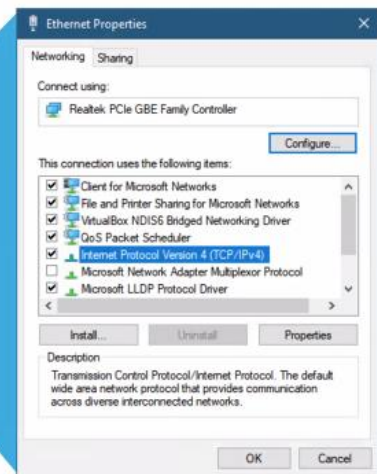 Ethernet Properties
Networking Sharing
Connect using:
Realtek PCIe GBE Family Controller
Configure...
This connection uses the following items:
Client for Microsoft Networks
File and Printer Sharing for Microsoft Networks
VirtualBox NDIS6 Bridged Networking Driver
QoS Packet Scheduler
Internet Protocol Version 4 (TCP/IPv4)
Microsoft Network Adapter Multiplexor Protocol
Microsoft LLDP Protocol Driver
Install... Uninstall Properties
Description
Transmission Control Protocol/Internet Protocol. The default
wide area network protocol that provides communication
across diverse interconnected networks.
OK Cancel